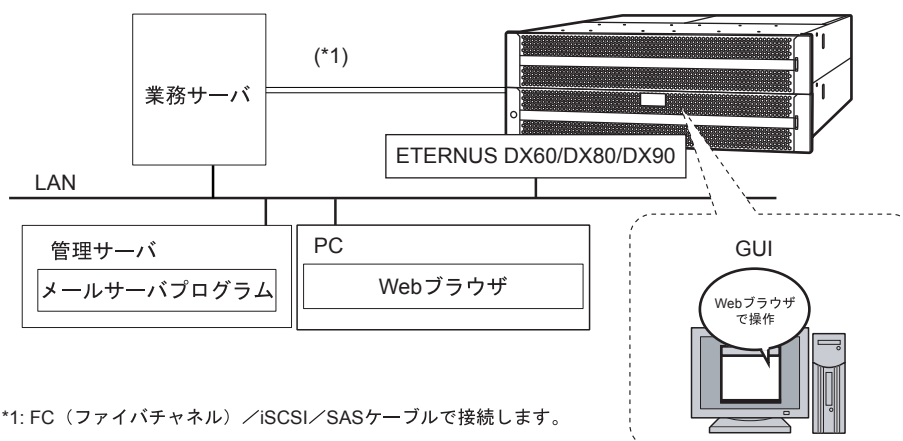 (*1)
業務サーバ
ETERNUS DX60/DX80/DX90
LAN
管理サーバ
メールサーバプログラム
PC
Webブラウザ
GUI
Webブラウザ
で操作
*1: FC（ファイバチャネル）／iSCSI／SASケーブルで接続します。